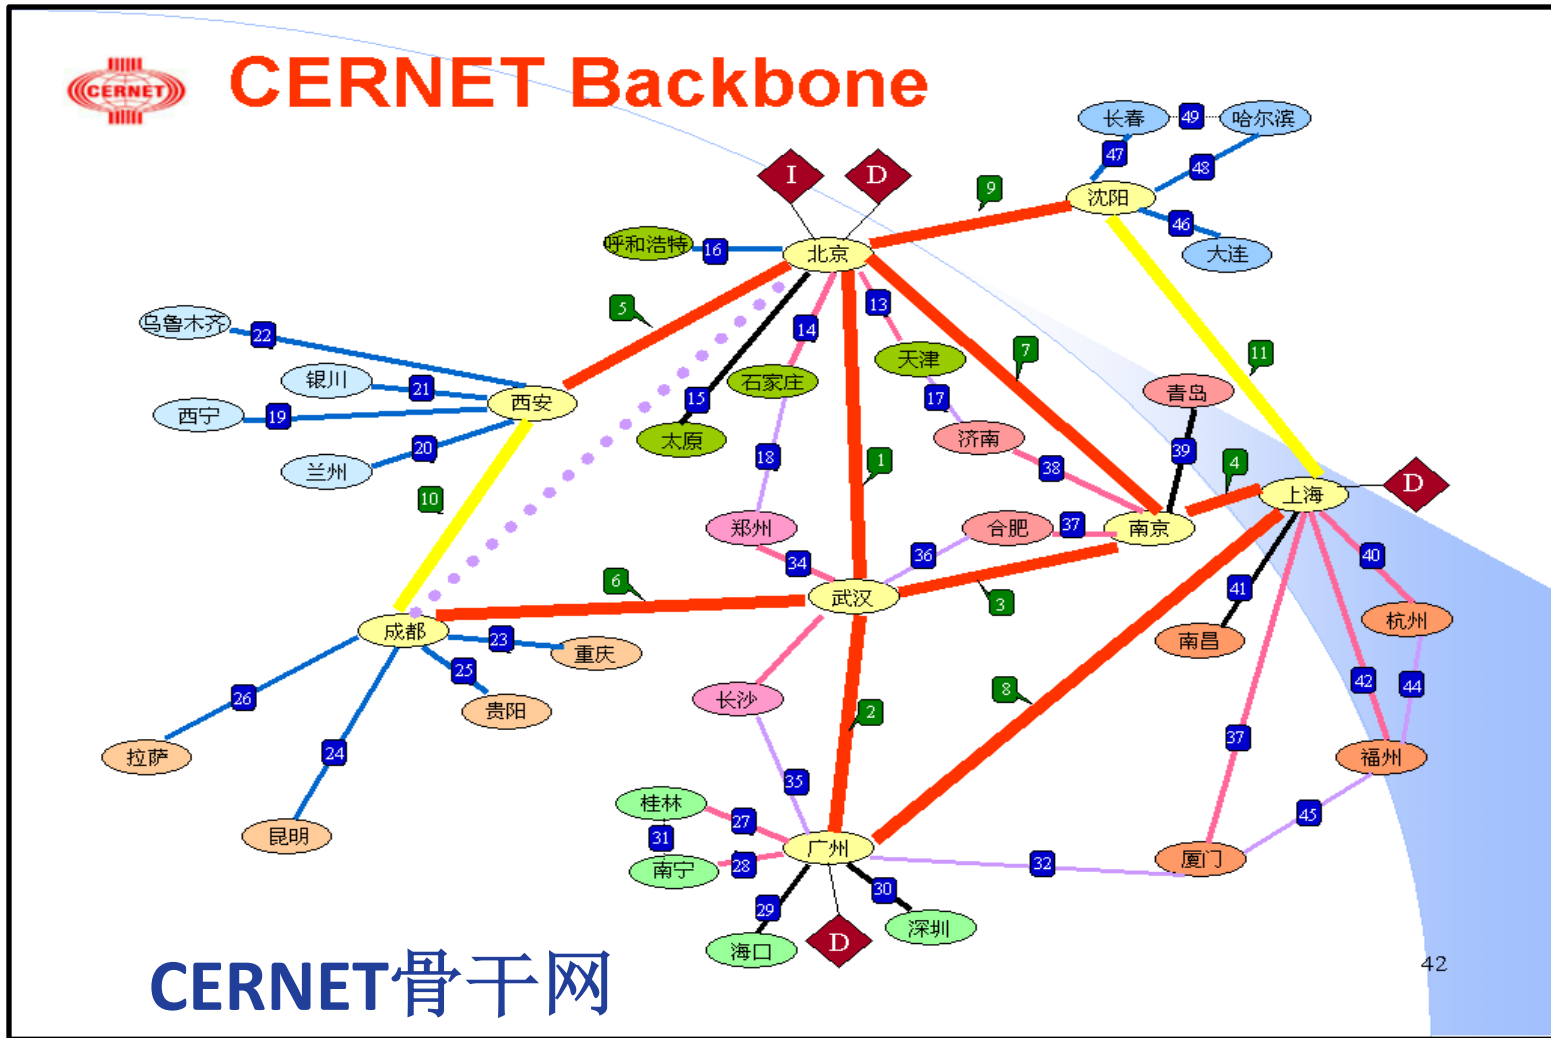 CERNET
CERNET Backbone
长春
49
哈尔滨
47
48
I
D
9
沈阳
46
大连
呼和浩特
16
北京
5
乌鲁木齐
22
14
13
7
11
银川
21
石家庄
天津
青岛
西宁
19
西安
15
17
20
太原
济南
39
兰州
18
1
38
4
D
10
上海
郑州
36
合肥
37
南京
34
40
6
武汉
3
41
成都
23
重庆
南昌
杭州
25
26
长沙
8
42
44
贵阳
2
24
37
拉萨
福州
35
桂林
27
45
昆明
31
广州
南宁
28
32
厦门
30
29
深圳
海口
D
42
CERNET骨干网